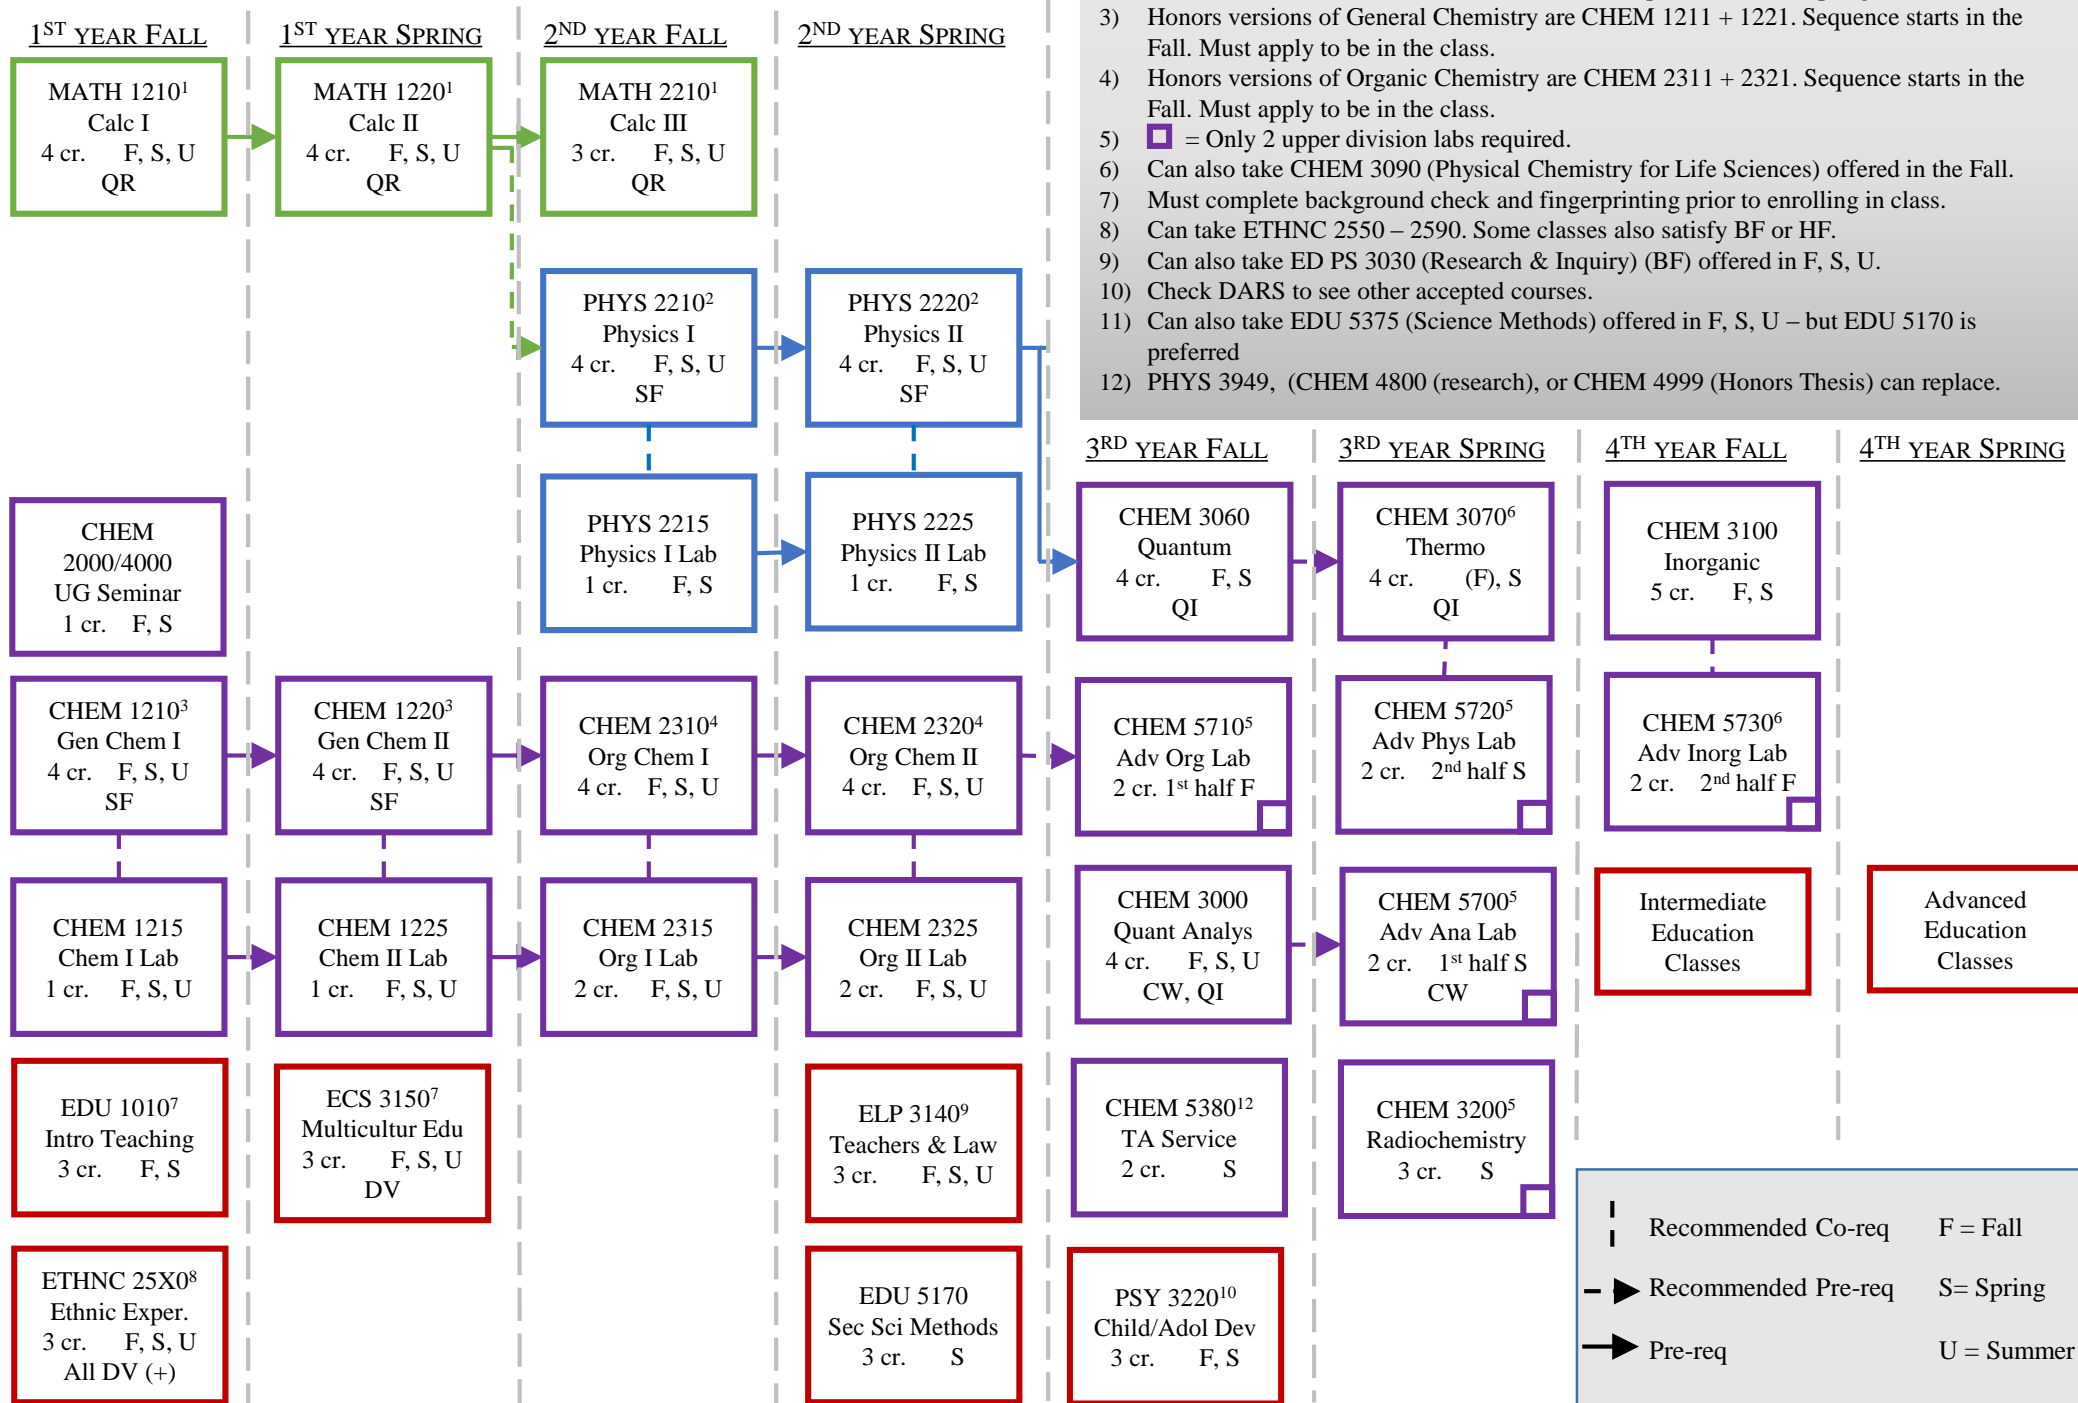 3) Honors versions of General Chemistry are CHEM 1211 + 1221. Sequence starts in the
Fall. Must apply to be in the class.
4) Honors versions of Organic Chemistry are CHEM 2311 + 2321. Sequence starts in the
Fall. Must apply to be in the class.
5) = Only 2 upper division labs required.
6) Can also take CHEM 3090 (Physical Chemistry for Life Sciences) offered in the Fall.
7) Must complete background check and fingerprinting prior to enrolling in class.
8) Can take ETHNC 2550 – 2590. Some classes also satisfy BF or HF.
9) Can also take ED PS 3030 (Research & Inquiry) (BF) offered in F, S, U.
10) Check DARS to see other accepted courses.
11) Can also take EDU 5375 (Science Methods) offered in F, S, U – but EDU 5170 is
preferred
12) PHYS 3949, (CHEM 4800 (research), or CHEM 4999 (Honors Thesis) can replace.
1ST YEAR FALL
MATH 1210¹
Calc I
4 cr. F, S, U
QR
CHEM
2000/4000
UG Seminar
1 cr. F, S
CHEM 1210³
Gen Chem I
4 cr. F, S, U
SF
CHEM 1215
Chem I Lab
1 cr. F, S, U
EDU 1010⁷
Intro Teaching
3 cr. F, S
ETHNC 25X0⁸
Ethnic Exper.
3 cr. F, S, U
All DV (+)
1ST YEAR SPRING
MATH 1220¹
Calc II
4 cr. F, S, U
QR
CHEM 1220³
Gen Chem II
4 cr. F, S, U
SF
CHEM 1225
Chem II Lab
1 cr. F, S, U
ECS 3150⁷
Multicultur Edu
3 cr. F, S, U
DV
2ND YEAR FALL
MATH 2210¹
Calc III
3 cr. F, S, U
QR
PHYS 2210²
Physics I
4 cr. F, S, U
SF
PHYS 2215
Physics I Lab
1 cr. F, S
CHEM 2310⁴
Org Chem I
4 cr. F, S, U
CHEM 2315
Org I Lab
2 cr. F, S, U
2ND YEAR SPRING
PHYS 2220²
Physics II
4 cr. F, S, U
SF
PHYS 2225
Physics II Lab
1 cr. F, S
CHEM 2320⁴
Org Chem II
4 cr. F, S, U
CHEM 2325
Org II Lab
2 cr. F, S, U
ELP 3140⁹
Teachers & Law
3 cr. F, S, U
EDU 5170
Sec Sci Methods
3 cr. S
3RD YEAR FALL
CHEM 3060
Quantum
4 cr. F, S
QI
CHEM 5710⁵
Adv Org Lab
2 cr. 1st half F
CHEM 3000
Quant Analys
4 cr. F, S, U
CW, QI
CHEM 5380¹²
TA Service
2 cr. S
PSY 3220¹⁰
Child/Adol Dev
3 cr. F, S
3RD YEAR SPRING
CHEM 3070⁶
Thermo
4 cr. (F), S
QI
CHEM 5720⁵
Adv Phys Lab
2 cr. 2nd half S
CHEM 5700⁵
Adv Ana Lab
2 cr. 1st half S
CW
CHEM 3200⁵
Radiochemistry
3 cr. S
4TH YEAR FALL
CHEM 3100
Inorganic
5 cr. F, S
CHEM 5730⁶
Adv Inorg Lab
2 cr. 2nd half F
Intermediate
Education
Classes
4TH YEAR SPRING
Advanced
Education
Classes
Recommended Co-req F = Fall
Recommended Pre-req S= Spring
Pre-req U = Summer